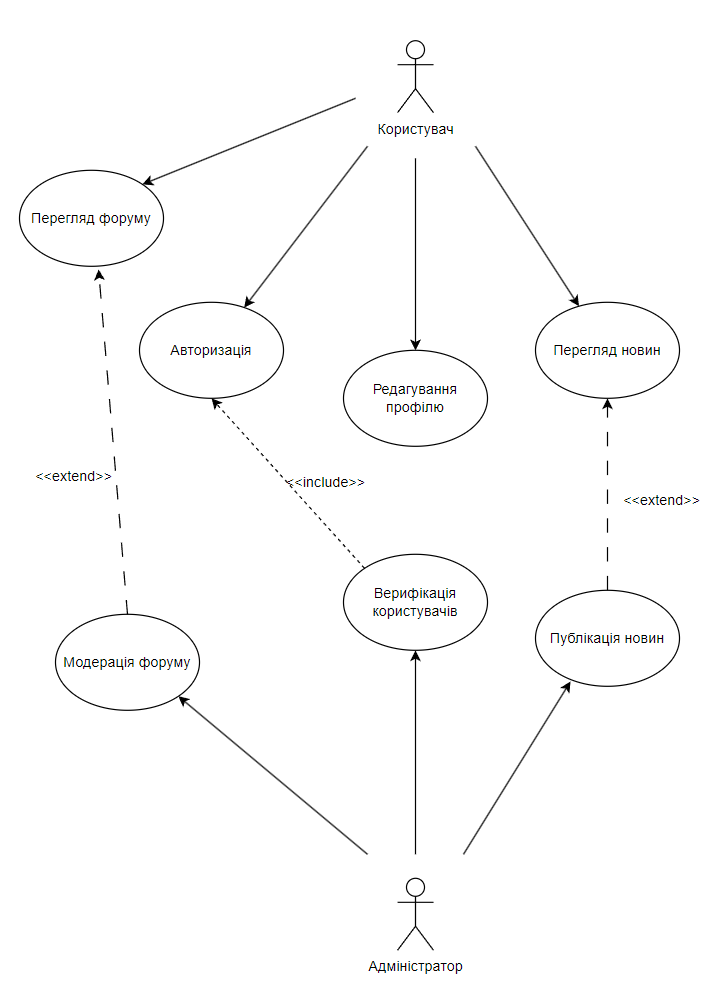 Користувач
Перегляд форуму
Авторизація
Перегляд новин
Редагування
профілю
<<extend>>
<<include>>
<<extend>>
Верифікація
користувачів
Публікація новин
Модерація форуму
Адміністратор